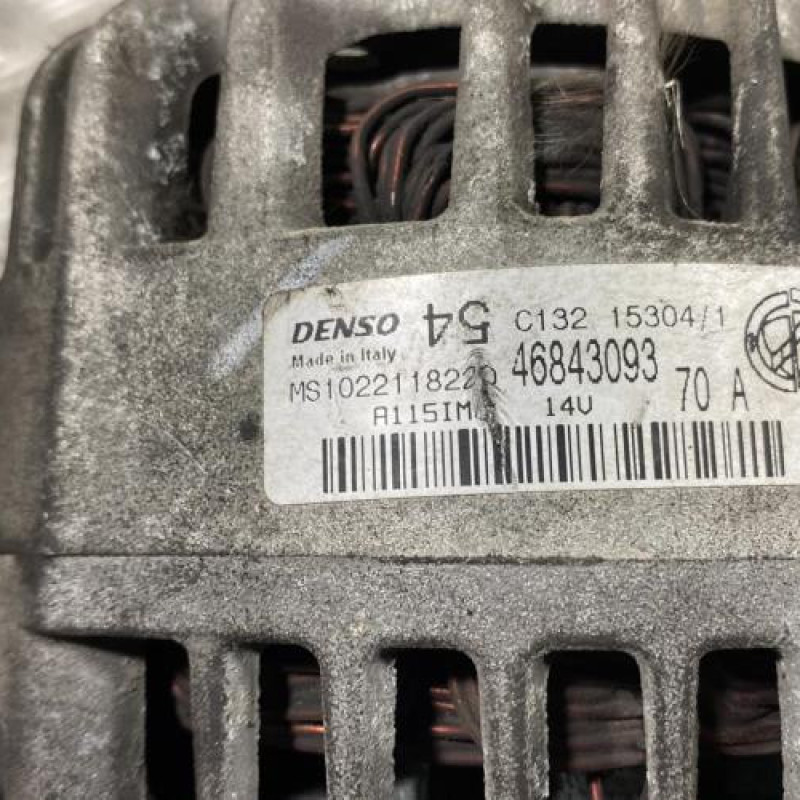 DENSO 54 C132 15304/1
Made in Italy
MS1022118220 46843093
A115IM 14V 70 A